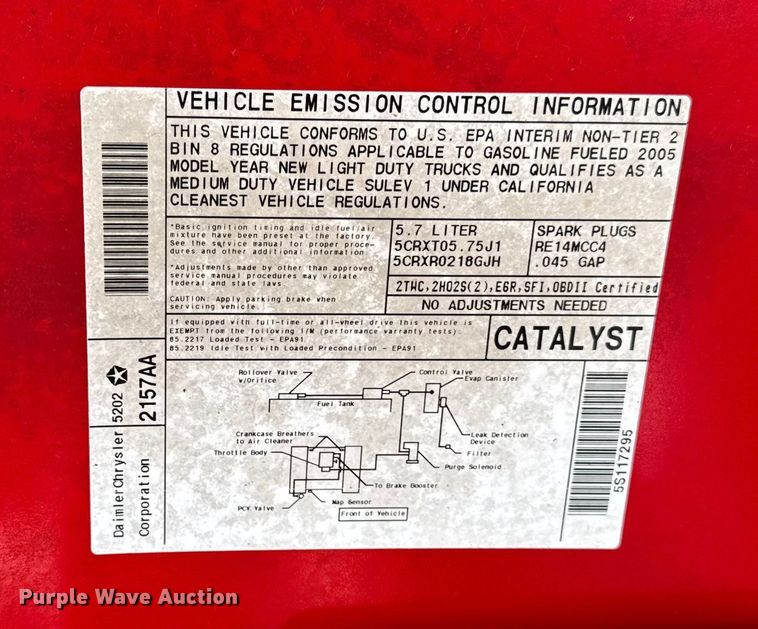 VEHICLE EMISSION CONTROL INFORMATION
THIS VEHICLE CONFORMS TO U.S. EPA INTERIM NON-TIER 2
BIN 8 REGULATIONS APPLICABLE TO GASOLINE FUELED 2005
MODEL YEAR NEW LIGHT DUTY TRUCKS AND QUALIFIES AS A
MEDIUM DUTY VEHICLE SULEV 1 UNDER CALIFORNIA
CLEANEST VEHICLE REGULATIONS.
*Basic ignition timing and idle fuel/air
mixture have been preset at the factory.
See the service manual for proper proce-
dures and other additional information
*Adjustments made by other than approved
service manual procedures may violate
State and Federal Laws.
CAUTION: Apply parking brake when
servicing vehicle.
5.7 LITER
5CRXT05.75J1
5CRXR0218GJH
SPARK PLUGS
RE14MCC4
.045 GAP
2TWC,2HO2S(2),EGR,SFI,OBDII Certified
NO ADJUSTMENTS NEEDED
If equipped with full-time or all-wheel drive this vehicle is
EXEMPT from the following I/M (performance warranty tests):
85.2217 Loaded Test - EPA91
85.2219 Idle Test with Loaded Precondition - EPA91
CATALYST
Rollover Valve
w/Orifice
Control Valve
Evap Canister
Fuel Tank
Crankcase Breathers
to Air Cleaner
Throttle Body
Leak Detection
Device
Filter
Purge Solenoid
To Brake Booster
Map Sensor
PCV Valve
Front of Vehicle
DaimlerChrysler
Corporation
5202
2157AA
5S117295
Purple Wave Auction